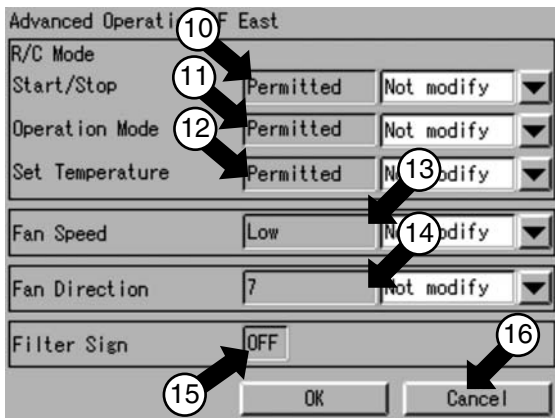 Advanced Operati F East
R/C Mode
10
Start/Stop Permitted Not modify
11
Operation Mode Permitted Not modify
12
Set Temperature Permitted
13
Fan Speed Low
14
Fan Direction 7 Not modify
Filter Sign OFF
16
15
OK Cancel